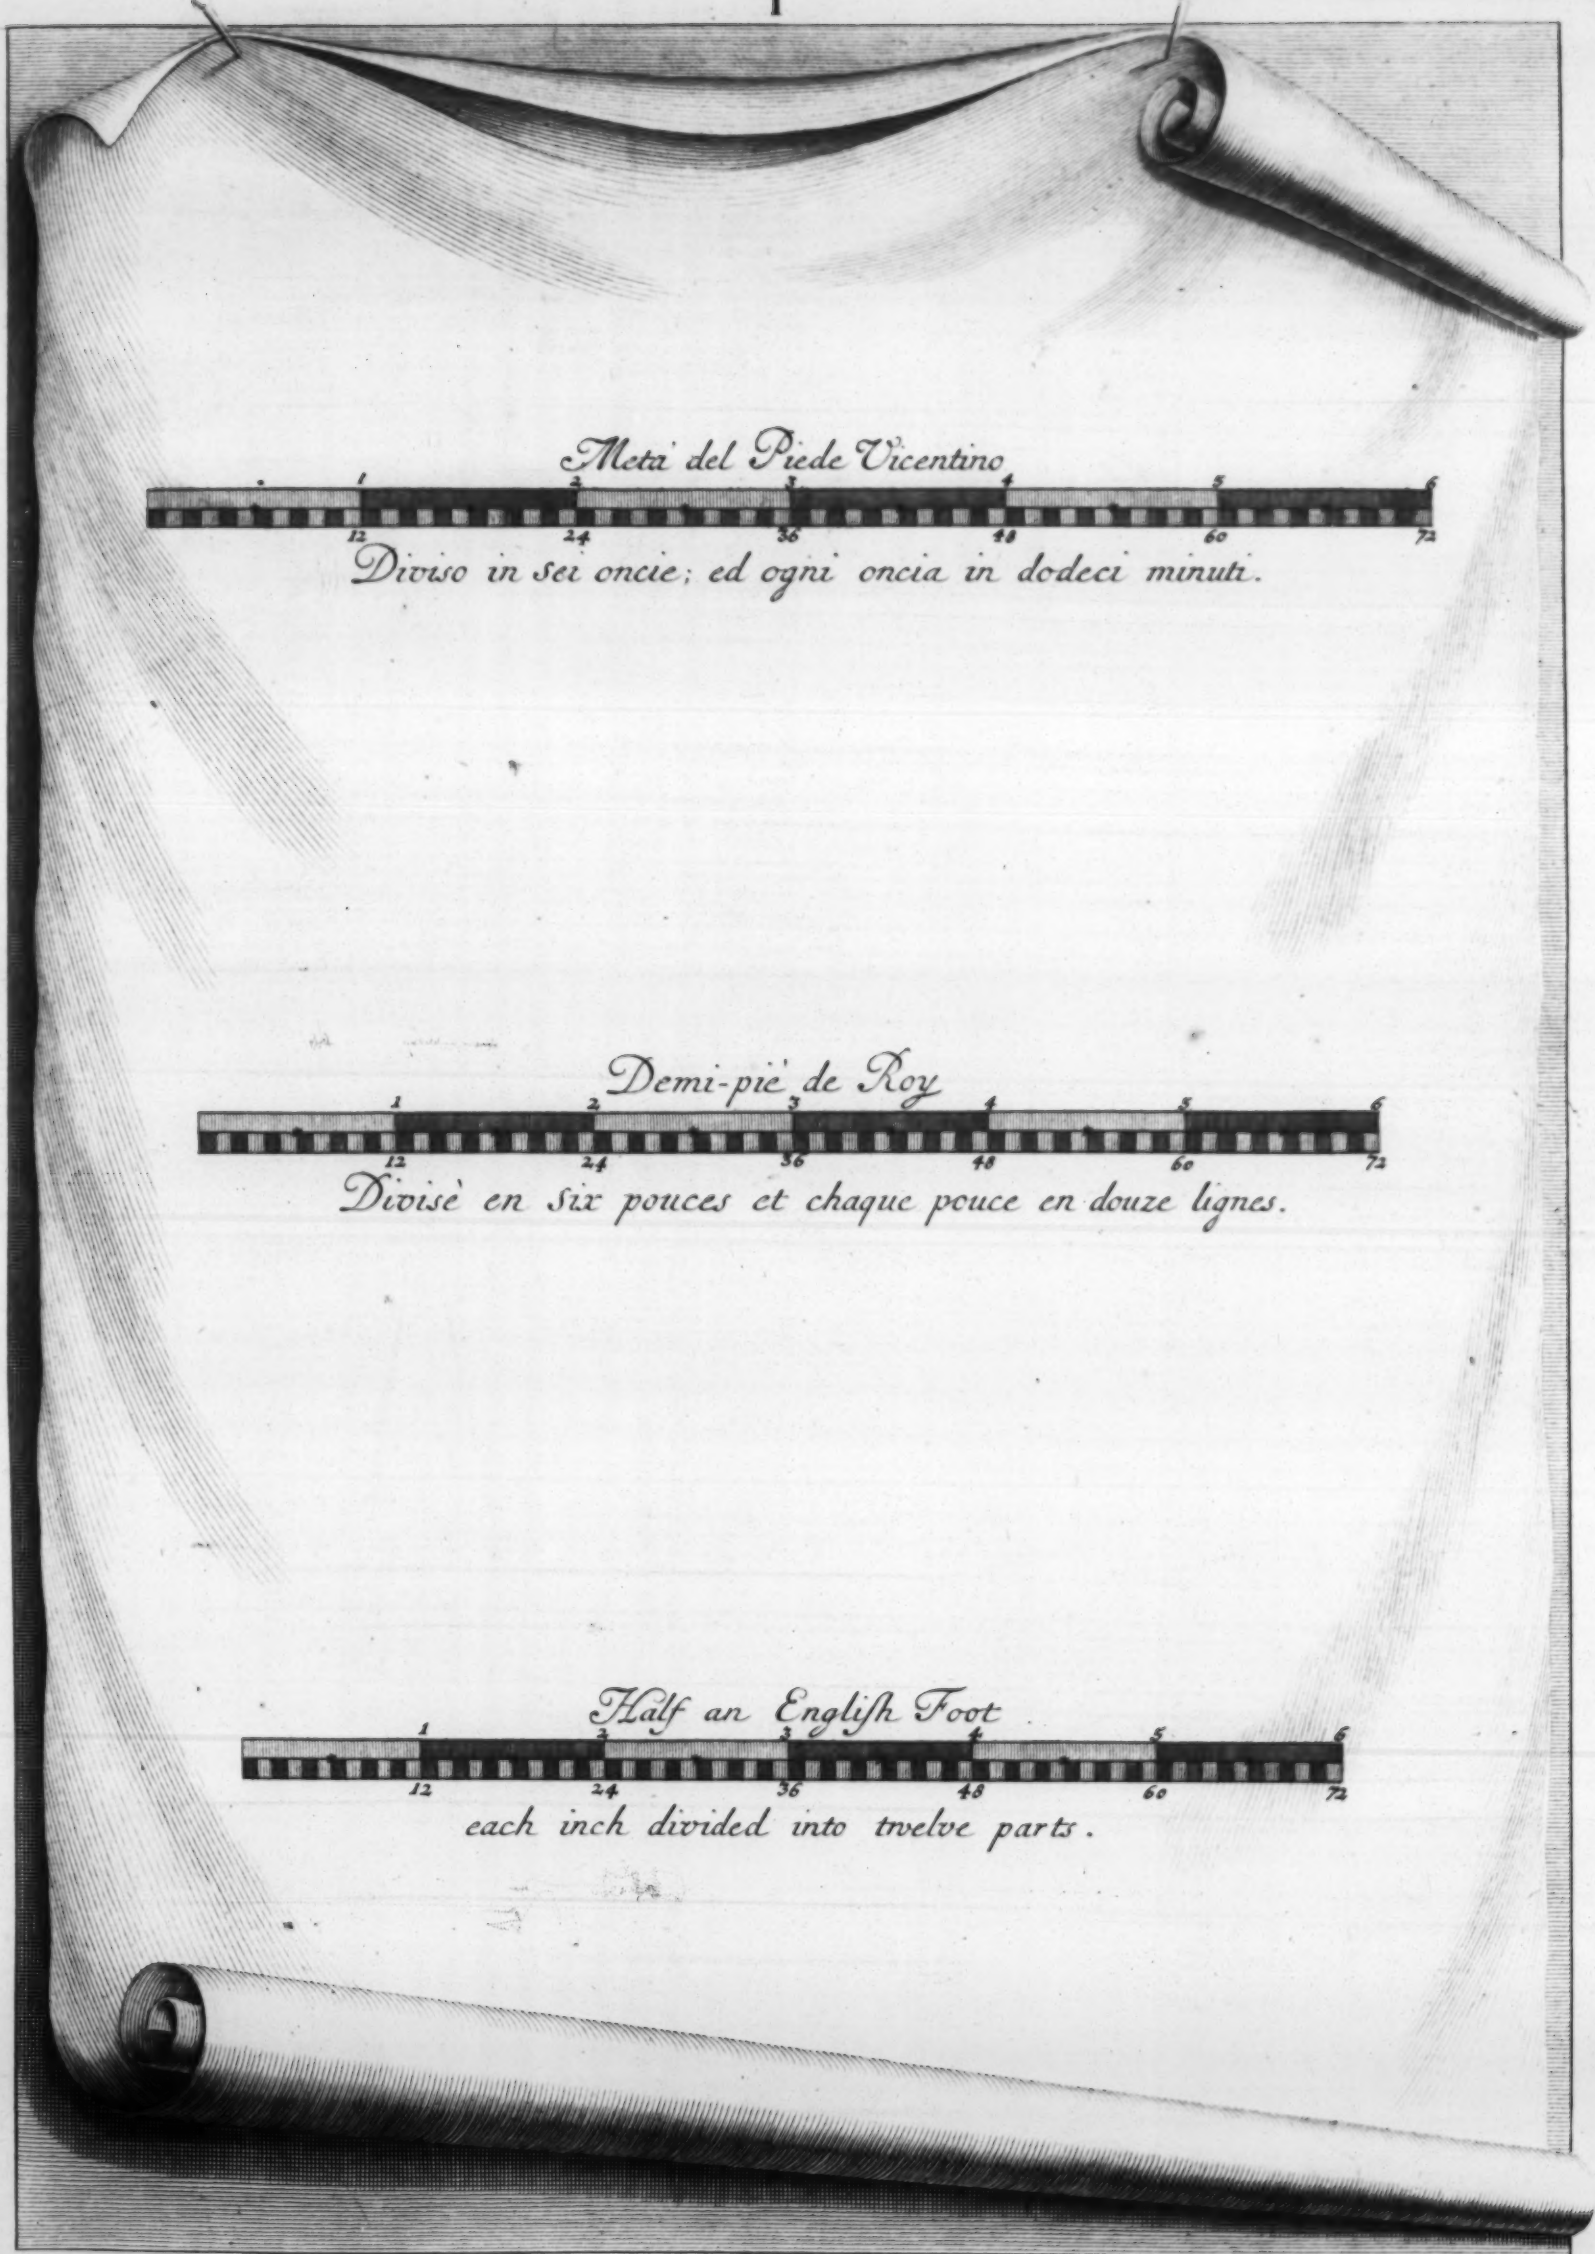 I
Metà del Piede Vicentino
1 2 3 4 5 6
12 24 36 48 60 72
Diviso in sei oncie; ed ogni oncia in dodeci minuti.
Demi-piè de Roy
1 2 3 4 5 6
12 24 36 48 60 72
Divisè en six pouces et chaque pouce en douze lignes.
Half an Engliſh Foot
1 2 3 4 5 6
12 24 36 48 60 72
each inch divided into twelve parts.